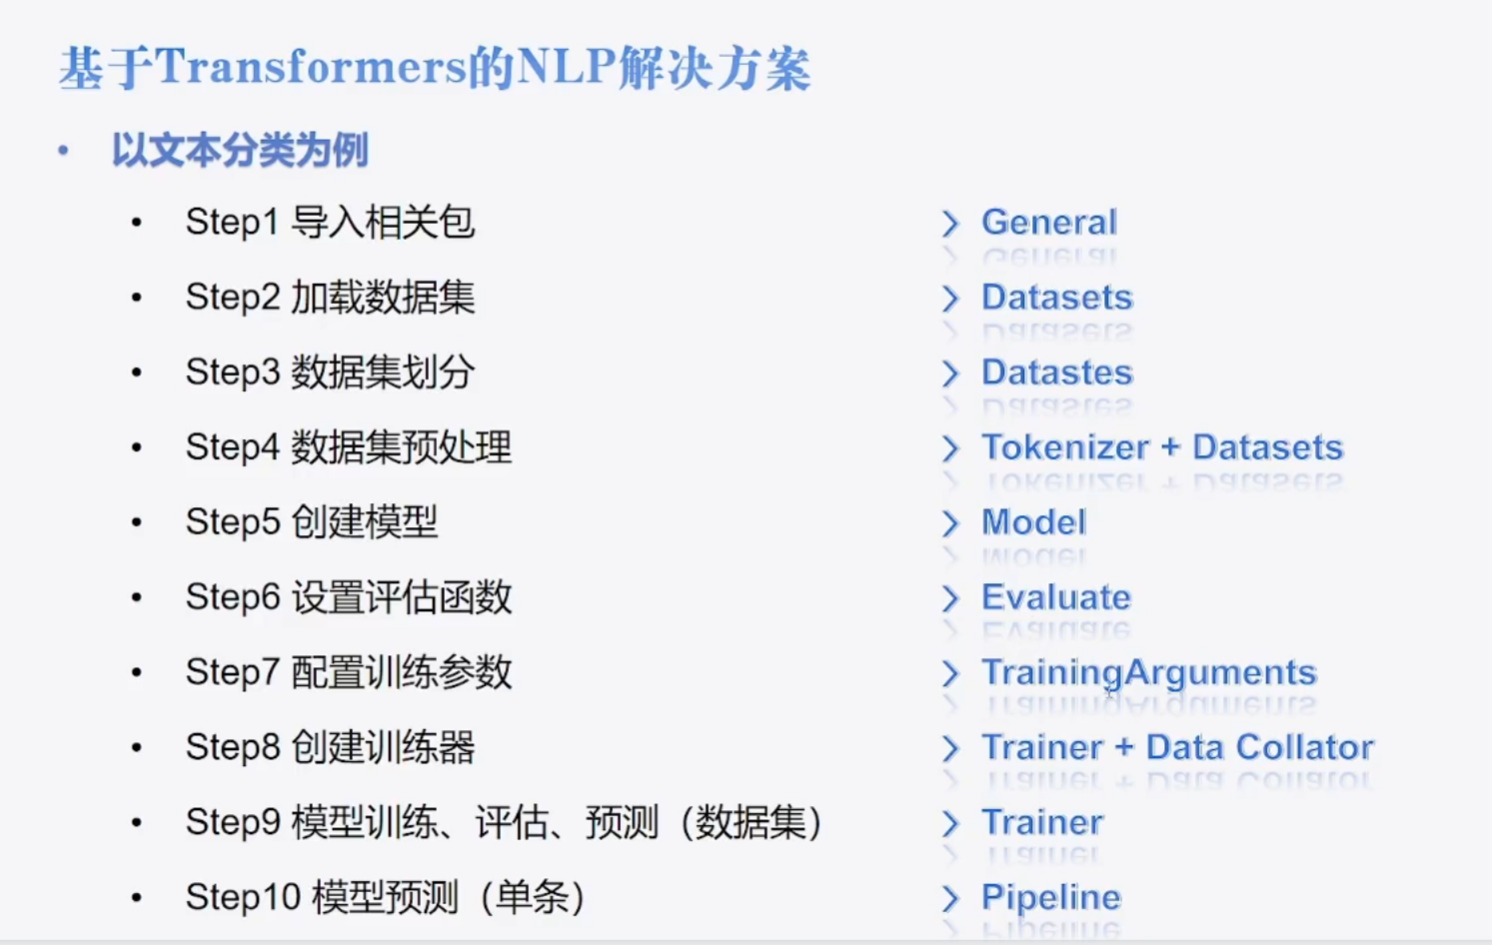 基于Transformers的NLP解决方案
• 以文本分类为例
• Step1 导入相关包 General
• Step2 加载数据集 Datasets
• Step3 数据集划分 Datastes
• Step4 数据集预处理 Tokenizer + Datasets
• Step5 创建模型 Model
• Step6 设置评估函数 Evaluate
• Step7 配置训练参数 TrainingArguments
• Step8 创建训练器 Trainer + Data Collator
• Step9 模型训练、评估、预测（数据集） Trainer
• Step10 模型预测（单条） Pipeline